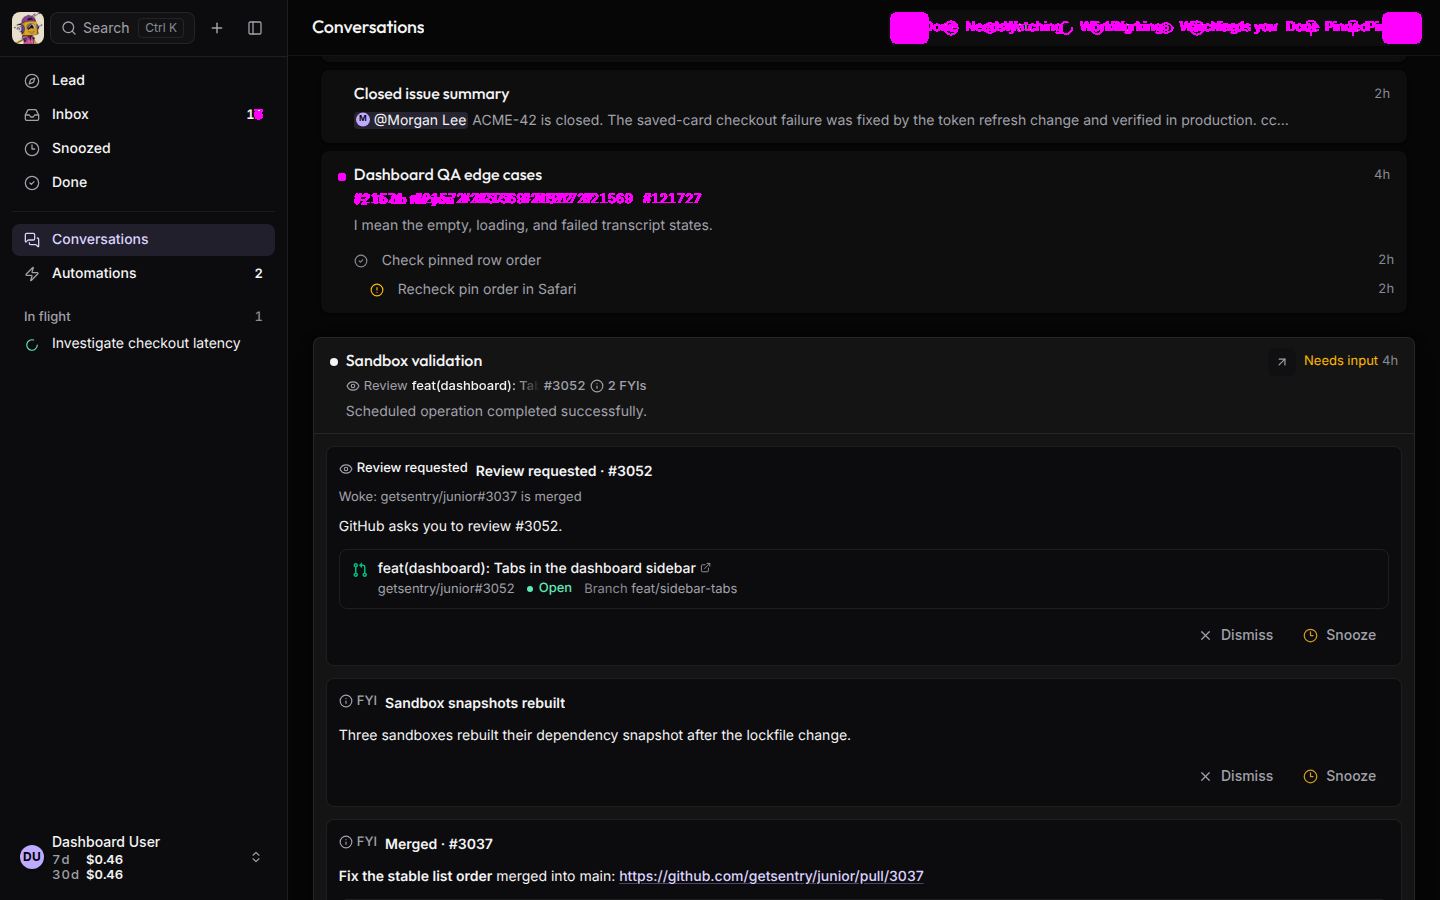 Search Ctrl K
Lead
Inbox
Snoozed
Done
Conversations
Automations 2
In flight 1
Investigate checkout latency
Dashboard User
7d $0.46
30d $0.46
DU
Conversations
Closed issue summary 2h
M @Morgan Lee ACME-42 is closed. The saved-card checkout failure was fixed by the token refresh change and verified in production. cc...
Dashboard QA edge cases 4h
#121727
I mean the empty, loading, and failed transcript states.
Check pinned row order 2h
Recheck pin order in Safari 2h
Sandbox validation Needs input 4h
Review feat(dashboard): Tab #3052 2 FYIs
Scheduled operation completed successfully.
Review requested Review requested · #3052
Woke: getsentry/junior#3037 is merged
GitHub asks you to review #3052.
feat(dashboard): Tabs in the dashboard sidebar
getsentry/junior#3052 Open Branch feat/sidebar-tabs
Dismiss Snooze
FYI Sandbox snapshots rebuilt
Three sandboxes rebuilt their dependency snapshot after the lockfile change.
Dismiss Snooze
FYI Merged · #3037
Fix the stable list order merged into main: https://github.com/getsentry/junior/pull/3037